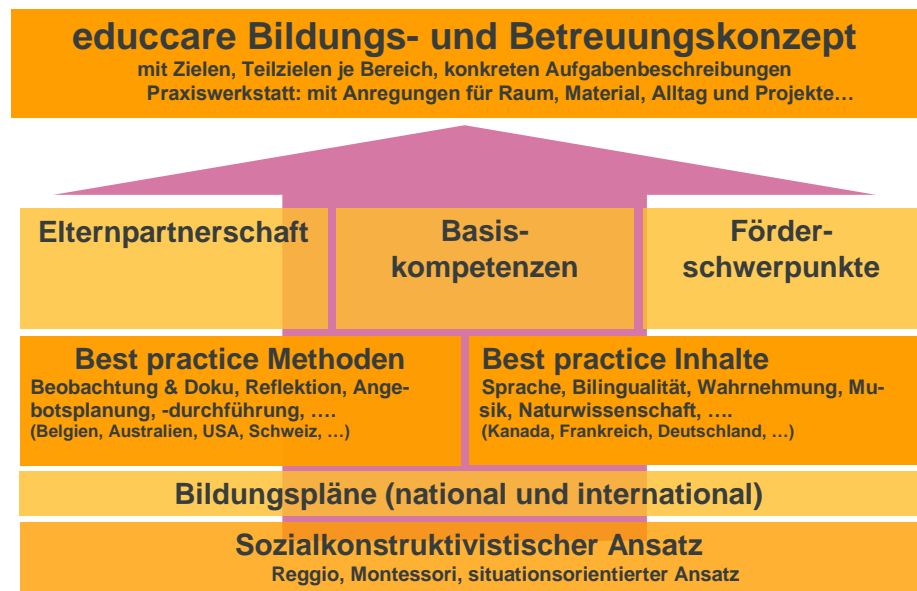 educcare Bildungs- und Betreuungskonzept
mit Zielen, Teilzielen je Bereich, konkreten Aufgabenbeschreibungen
Praxiswerkstatt: mit Anregungen für Raum, Material, Alltag und Projekte…
Elternpartnerschaft
Basis-
kompetenzen
Förder-
schwerpunkte
Best practice Methoden
Beobachtung & Doku, Reflektion, Ange-
botsplanung, -durchführung, ….
(Belgien, Australien, USA, Schweiz, …)
Best practice Inhalte
Sprache, Bilingualität, Wahrnehmung, Mu-
sik, Naturwissenschaft, ….
(Kanada, Frankreich, Deutschland, …)
Bildungspläne (national und international)
Sozialkonstruktivistischer Ansatz
Reggio, Montessori, situationsorientierter Ansatz